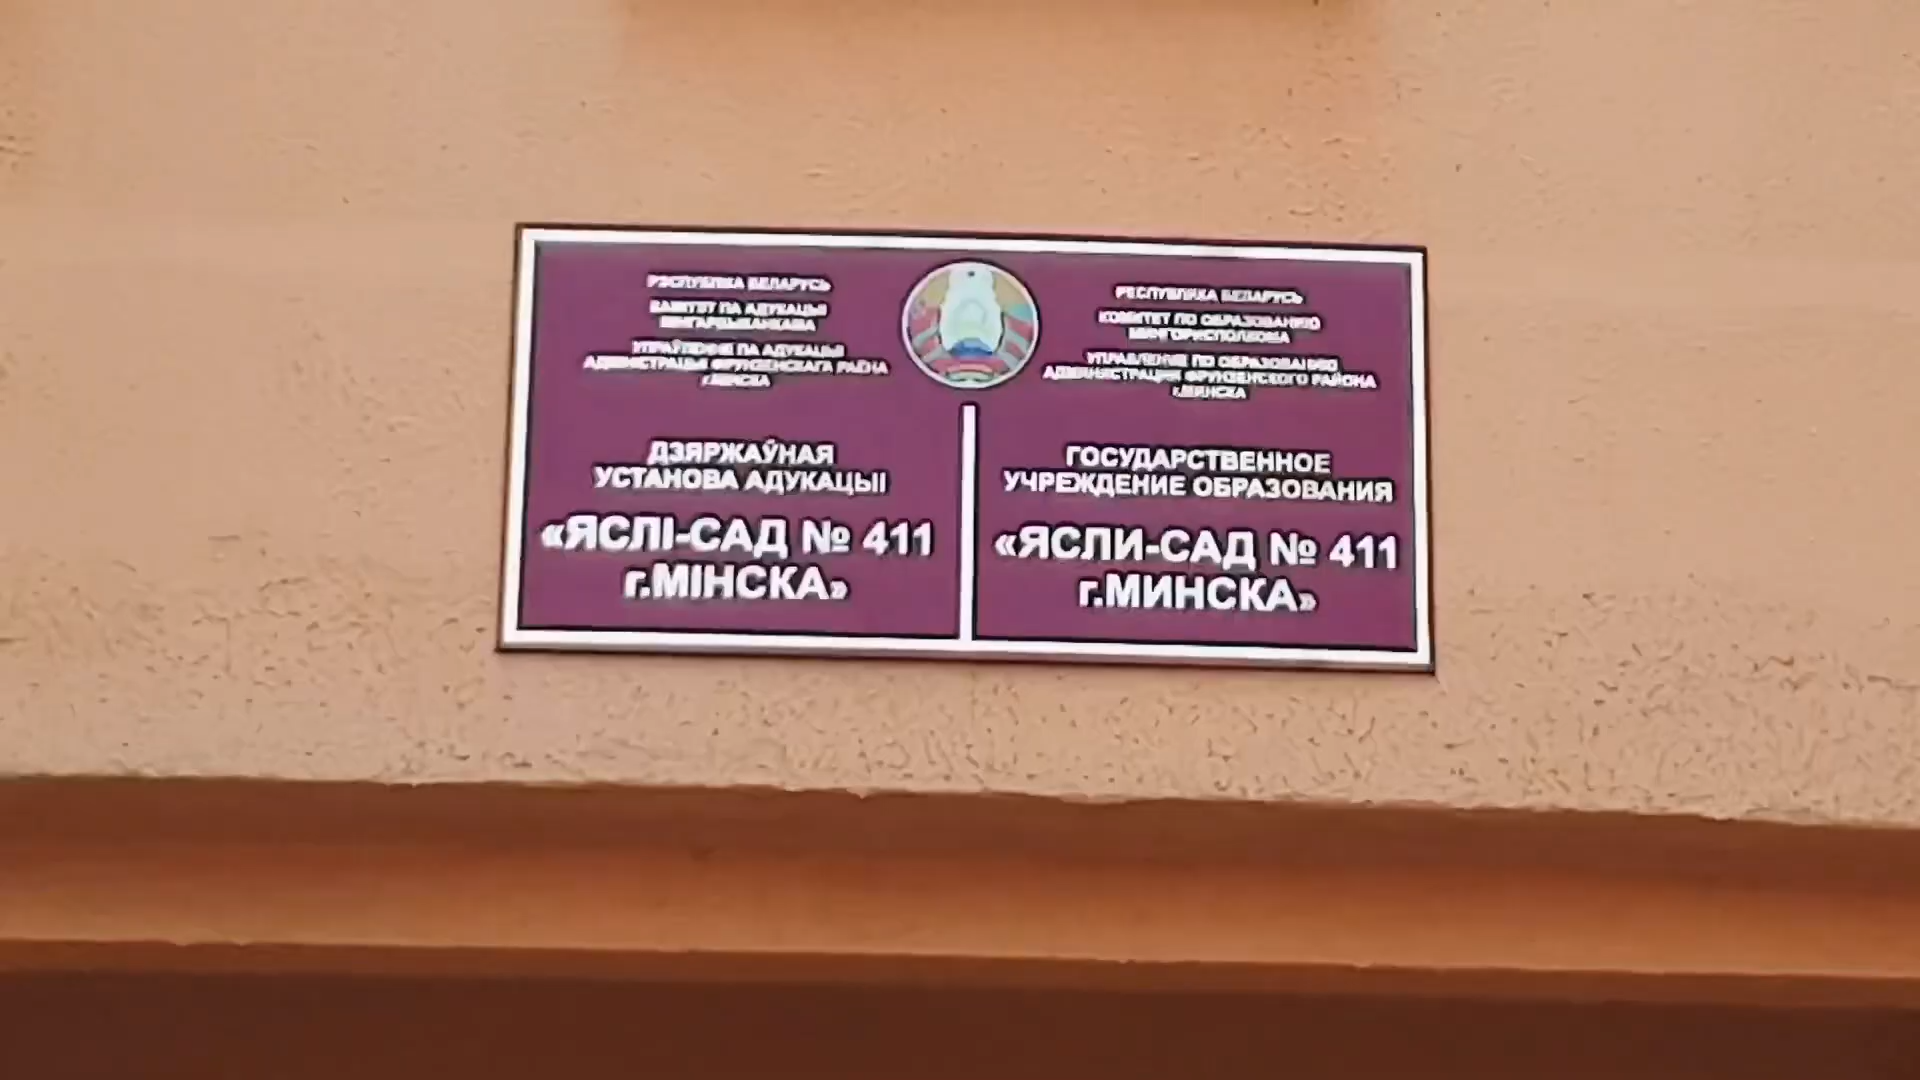 РЭСПУБЛІКА БЕЛАРУСЬ
КАМІТЭТ ПА АДУКАЦЫІ
МІНГАРВЫКАНКАМА
УПРАЎЛЕННЕ ПА АДУКАЦЫІ
АДМІНІСТРАЦЫІ ФРУНЗЕНСКАГА РАЁНА
г.МІНСКА
ДЗЯРЖАЎНАЯ
УСТАНОВА АДУКАЦЫІ
«ЯСЛІ-САД № 411
г.МІНСКА»
РЕСПУБЛИКА БЕЛАРУСЬ
КОМИТЕТ ПО ОБРАЗОВАНИЮ
МИНГОРИСПОЛКОМА
УПРАВЛЕНИЕ ПО ОБРАЗОВАНИЮ
АДМИНИСТРАЦИИ ФРУНЗЕНСКОГО РАЙОНА
г.МИНСКА
ГОСУДАРСТВЕННОЕ
УЧРЕЖДЕНИЕ ОБРАЗОВАНИЯ
«ЯСЛИ-САД № 411
г.МИНСКА»